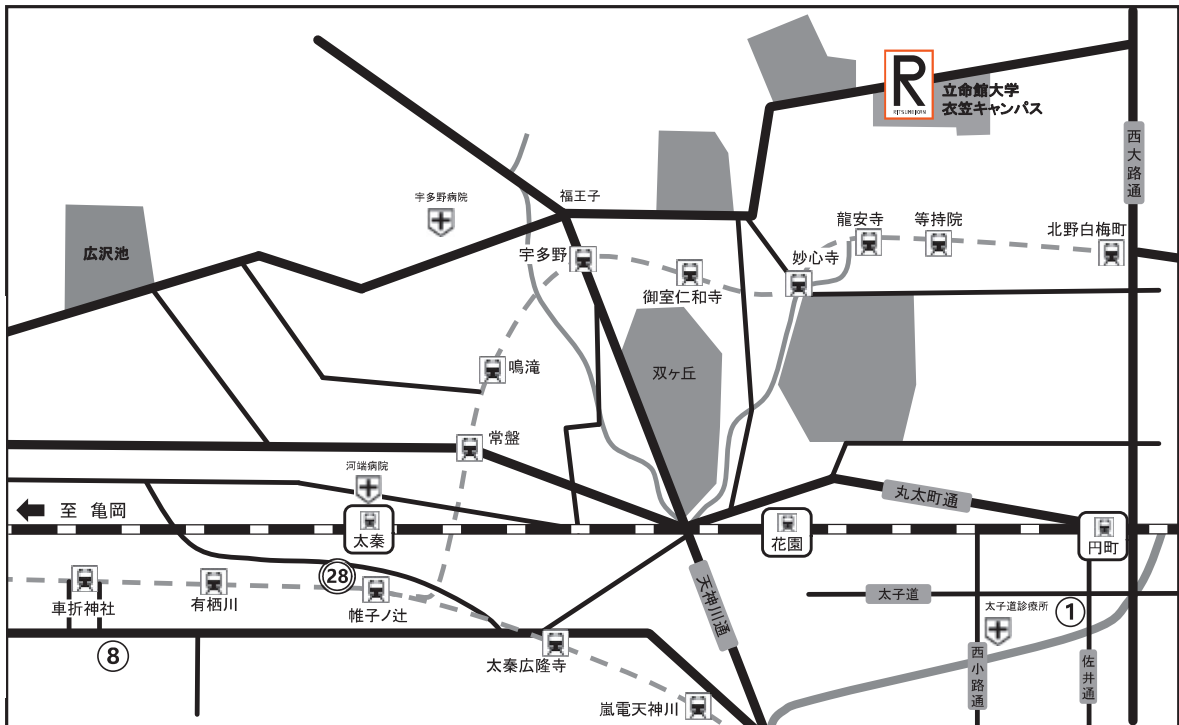 R
RITSUMEIKAN
立命館大学
衣笠キャンパス
西大路通
宇多野病院
福王子
広沢池
宇多野
御室仁和寺
妙心寺
龍安寺
等持院
北野白梅町
鳴滝
双ヶ丘
常盤
河端病院
至 亀岡
太秦
花園
丸太町通
円町
車折神社
有栖川
28
帷子ノ辻
天神川通
太子道
太子道診療所
1
8
太秦広隆寺
西小路通
佐井通
嵐電天神川